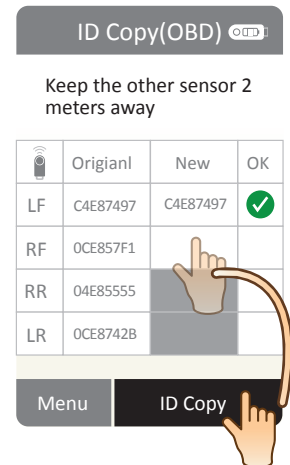 ID Copy(OBD)
Keep the other sensor 2
meters away
Origianl New OK
LF C4E87497 C4E87497
RF 0CE857F1
RR 04E85555
LR 0CE8742B
Menu ID Copy